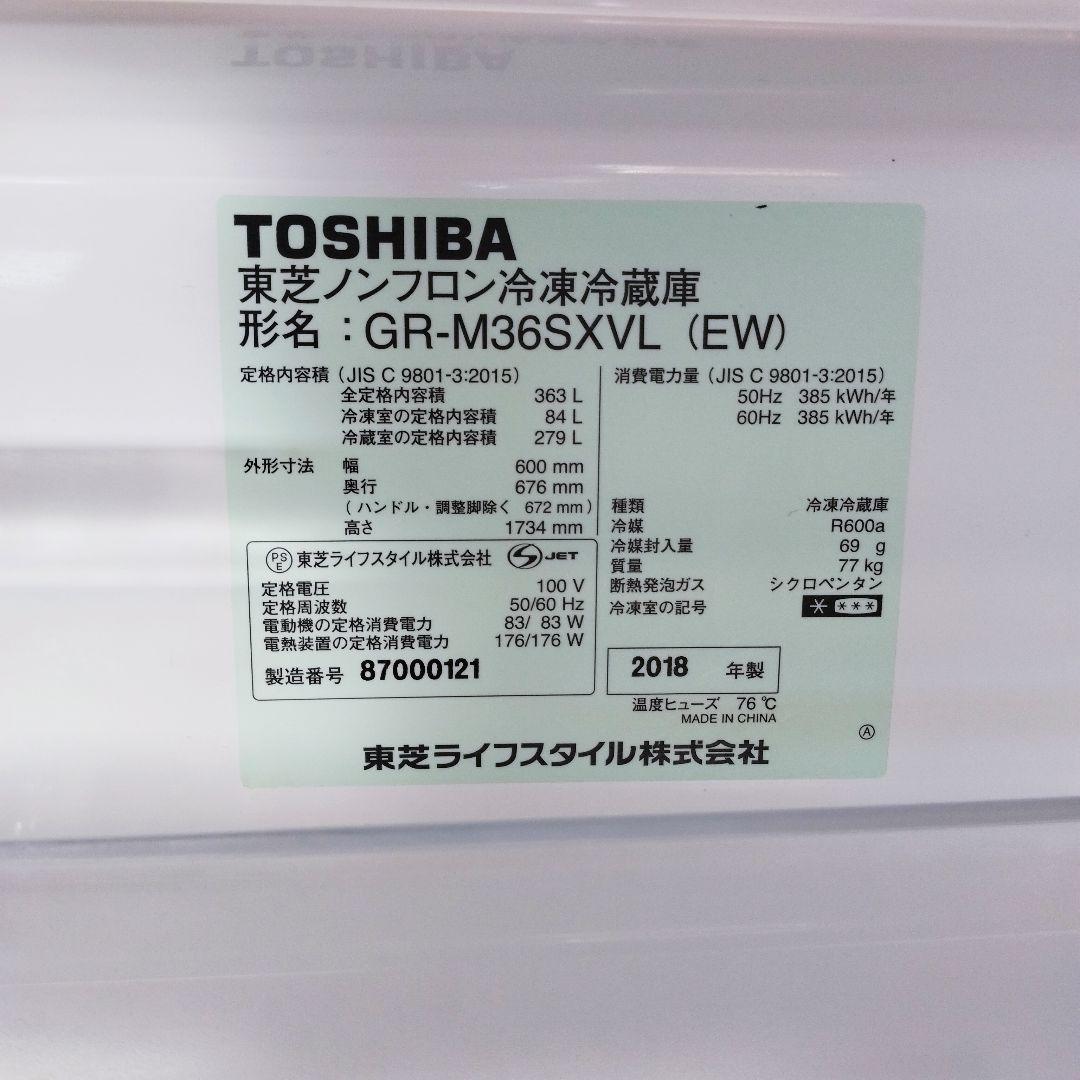 TOSHIBA
東芝ノンフロン冷凍冷蔵庫
形名：GR-M36SXVL (EW)
定格内容積 (JIS C 9801-3:2015)
全定格内容積 363 L
冷凍室の定格内容積 84 L
冷蔵室の定格内容積 279 L
外形寸法 幅 600 mm
奥行 676 mm
(ハンドル・調整脚除く 672 mm)
高さ 1734 mm
PS E 東芝ライフスタイル株式会社 S JET
定格電圧 100 V
定格周波数 50/60 Hz
電動機の定格消費電力 83/ 83 W
電熱装置の定格消費電力 176/176 W
製造番号 87000121
消費電力量 (JIS C 9801-3:2015)
50Hz 385 kWh/年
60Hz 385 kWh/年
種類 冷凍冷蔵庫
冷媒 R600a
冷媒封入量 69 g
質量 77 kg
断熱発泡ガス シクロペンタン
冷凍室の記号 * ***
2018 年製
温度ヒューズ 76 ℃
MADE IN CHINA
Ⓐ
東芝ライフスタイル株式会社